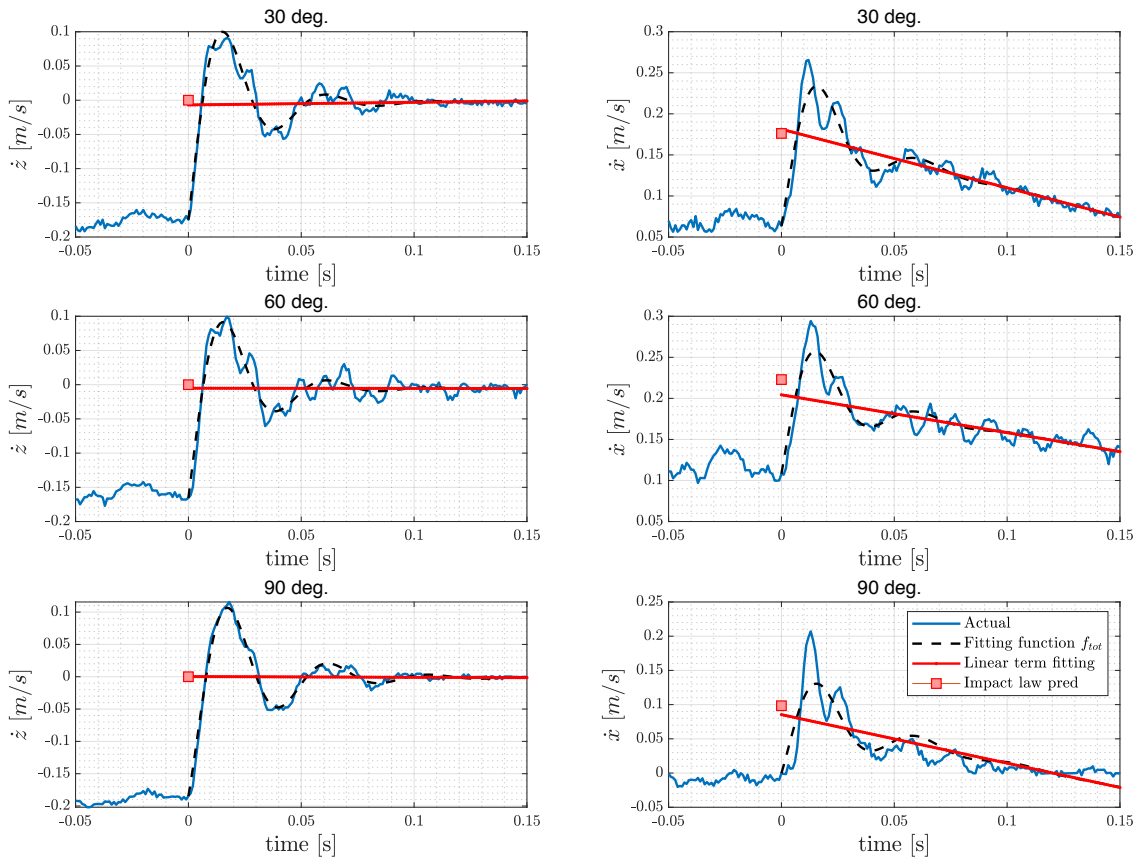 30 deg.
0.1
0.05
0
-0.05
-0.1
-0.15
-0.2
ż [m/s]
-0.05 0 0.05 0.1 0.15
time [s]
30 deg.
0.3
0.25
0.2
0.15
0.1
0.05
ẋ [m/s]
-0.05 0 0.05 0.1 0.15
time [s]
60 deg.
0.1
0.05
0
-0.05
-0.1
-0.15
-0.2
ż [m/s]
-0.05 0 0.05 0.1 0.15
time [s]
60 deg.
0.3
0.25
0.2
0.15
0.1
0.05
ẋ [m/s]
-0.05 0 0.05 0.1 0.15
time [s]
90 deg.
0.1
0.05
0
-0.05
-0.1
-0.15
-0.2
ż [m/s]
-0.05 0 0.05 0.1 0.15
time [s]
90 deg.
0.25
0.2
0.15
0.1
0.05
0
-0.05
ẋ [m/s]
-0.05 0 0.05 0.1 0.15
time [s]
Actual
Fitting function f_tot
Linear term fitting
Impact law pred